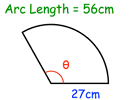 Arc Length = 56cm
θ
27cm